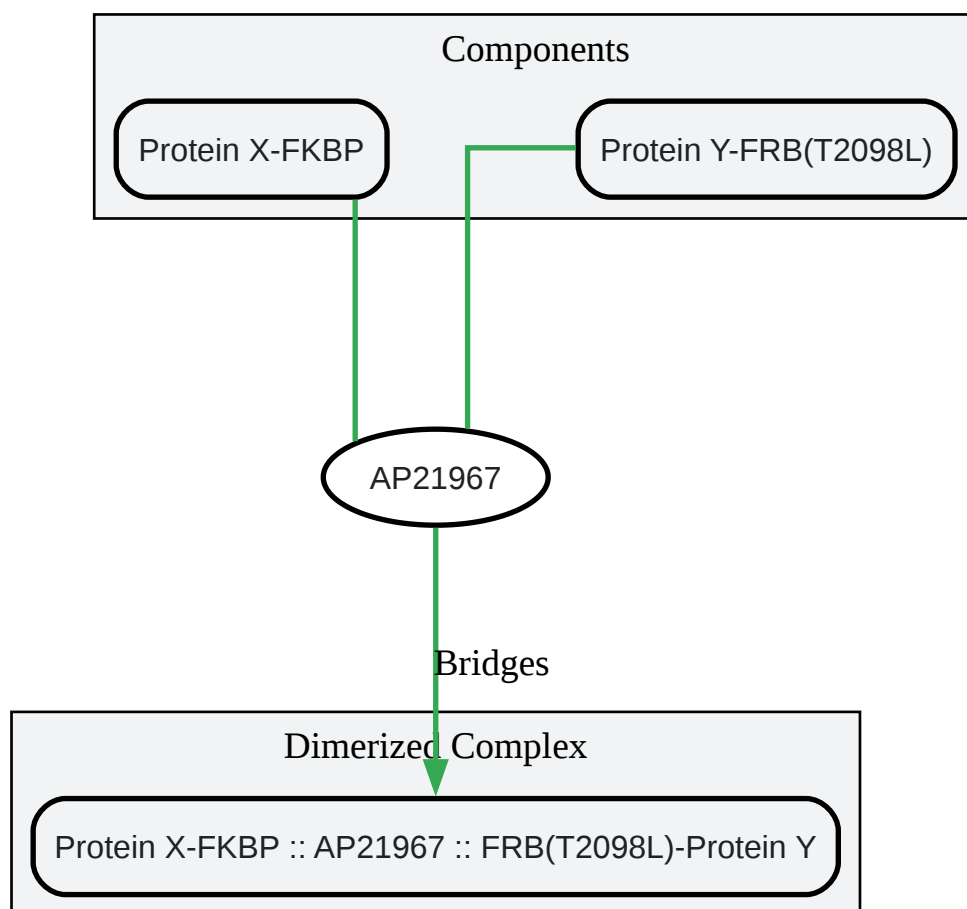 Components
Protein X-FKBP
Protein Y-FRB(T2098L)
AP21967
Bridges
Dimerized Complex
Protein X-FKBP :: AP21967 :: FRB(T2098L)-Protein Y